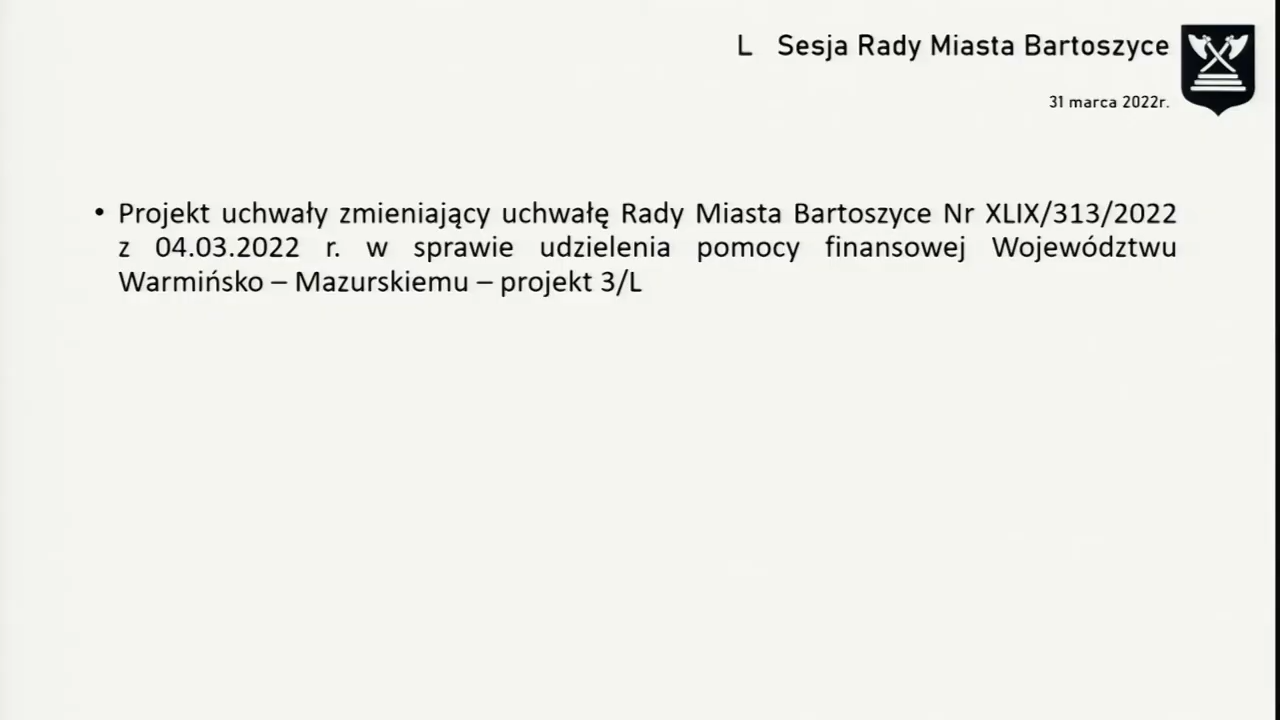 L Sesja Rady Miasta Bartoszyce
31 marca 2022r.
• Projekt uchwały zmieniający uchwałę Rady Miasta Bartoszyce Nr XLIX/313/2022
z 04.03.2022 r. w sprawie udzielenia pomocy finansowej Województwu
Warmińsko – Mazurskiemu – projekt 3/L